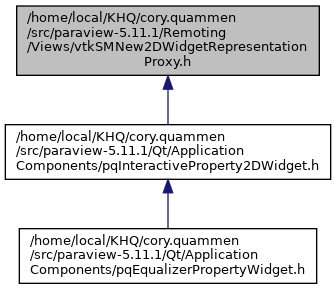 /home/local/KHQ/cory.quammen
/src/paraview-5.11.1/Remoting
/Views/vtkSMNew2DWidgetRepresentation
Proxy.h
/home/local/KHQ/cory.quammen
/src/paraview-5.11.1/Qt/Application
Components/pqInteractiveProperty2DWidget.h
/home/local/KHQ/cory.quammen
/src/paraview-5.11.1/Qt/Application
Components/pqEqualizerPropertyWidget.h